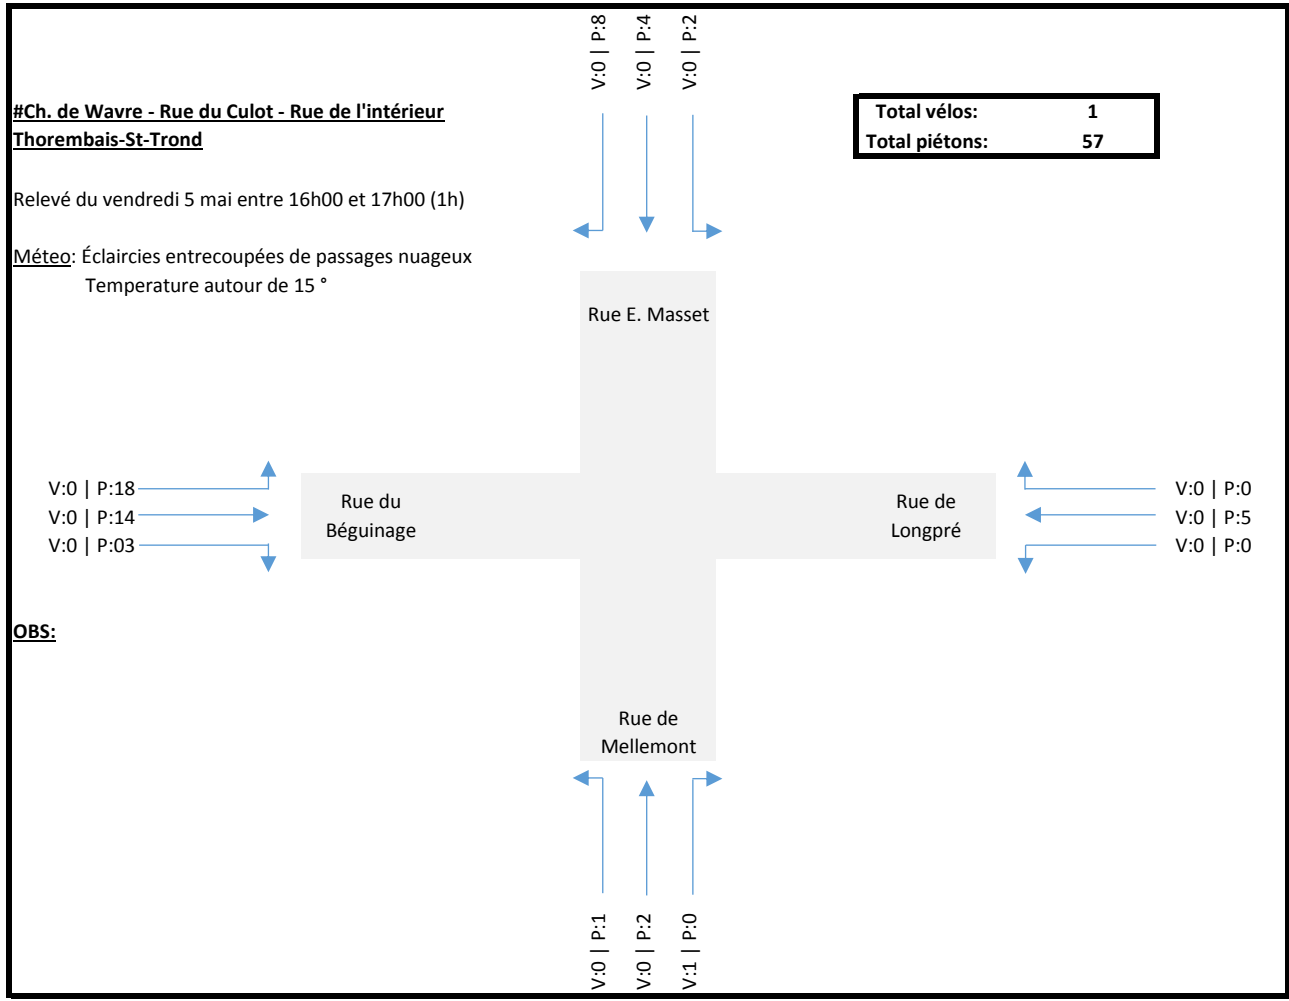 V:0 | P:8
V:0 | P:4
V:0 | P:2
#Ch. de Wavre - Rue du Culot - Rue de l'intérieur
Thorembais-St-Trond
Total vélos: 1
Total piétons: 57
Relevé du vendredi 5 mai entre 16h00 et 17h00 (1h)
Méteo: Éclaircies entrecoupées de passages nuageux
Temperature autour de 15 °
Rue E. Masset
V:0 | P:18
V:0 | P:14
V:0 | P:03
Rue du
Béguinage
Rue de
Longpré
V:0 | P:0
V:0 | P:5
V:0 | P:0
OBS:
Rue de
Mellemont
V:0 | P:1
V:0 | P:2
V:1 | P:0